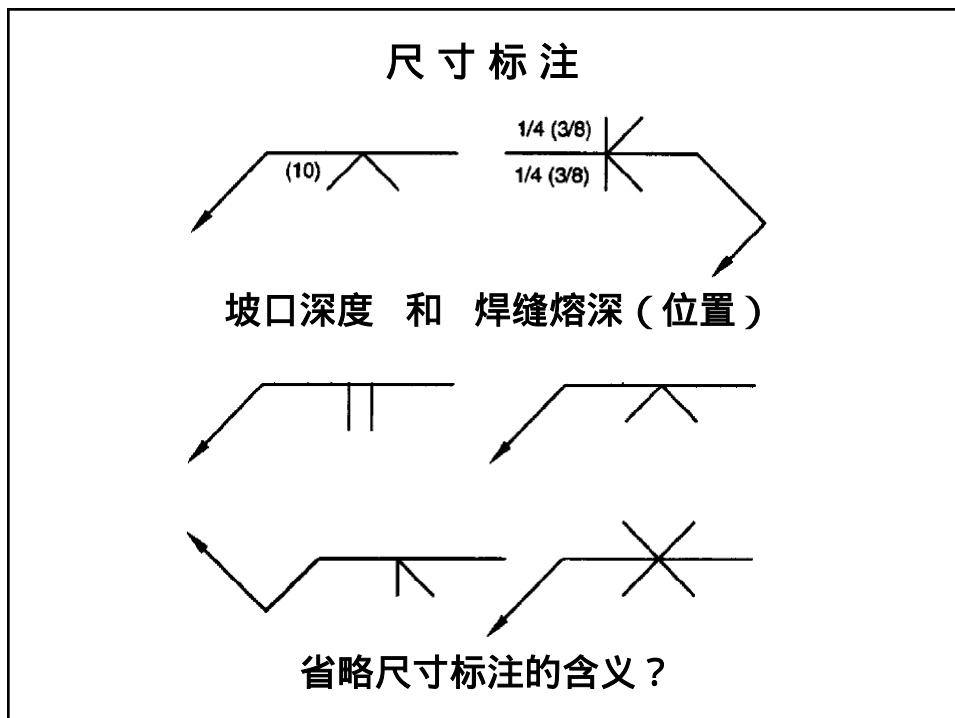 尺 寸 标 注
1/4 (3/8)
(10)
1/4 (3/8)
坡口深度 和 焊缝熔深（位置）
省略尺寸标注的含义？